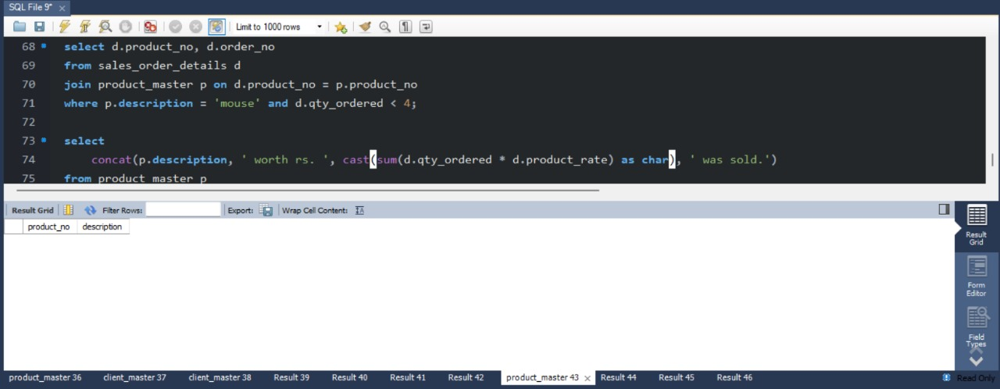 SQL File 9*
Limit to 1000 rows
68 select d.product_no, d.order_no
69 from sales_order_details d
70 join product_master p on d.product_no = p.product_no
71 where p.description = 'mouse' and d.qty_ordered < 4;
72
73 select
74 concat(p.description, ' worth rs. ', cast(sum(d.qty_ordered * d.product_rate) as char), ' was sold.')
75 from product_master p
Result Grid Filter Rows: Export: Wrap Cell Content:
product_no description
Result
Grid
Form
Editor
Field
Types
product_master 36 client_master 37 client_master 38 Result 39 Result 40 Result 41 Result 42 product_master 43 Result 44 Result 45 Result 46 Read Only